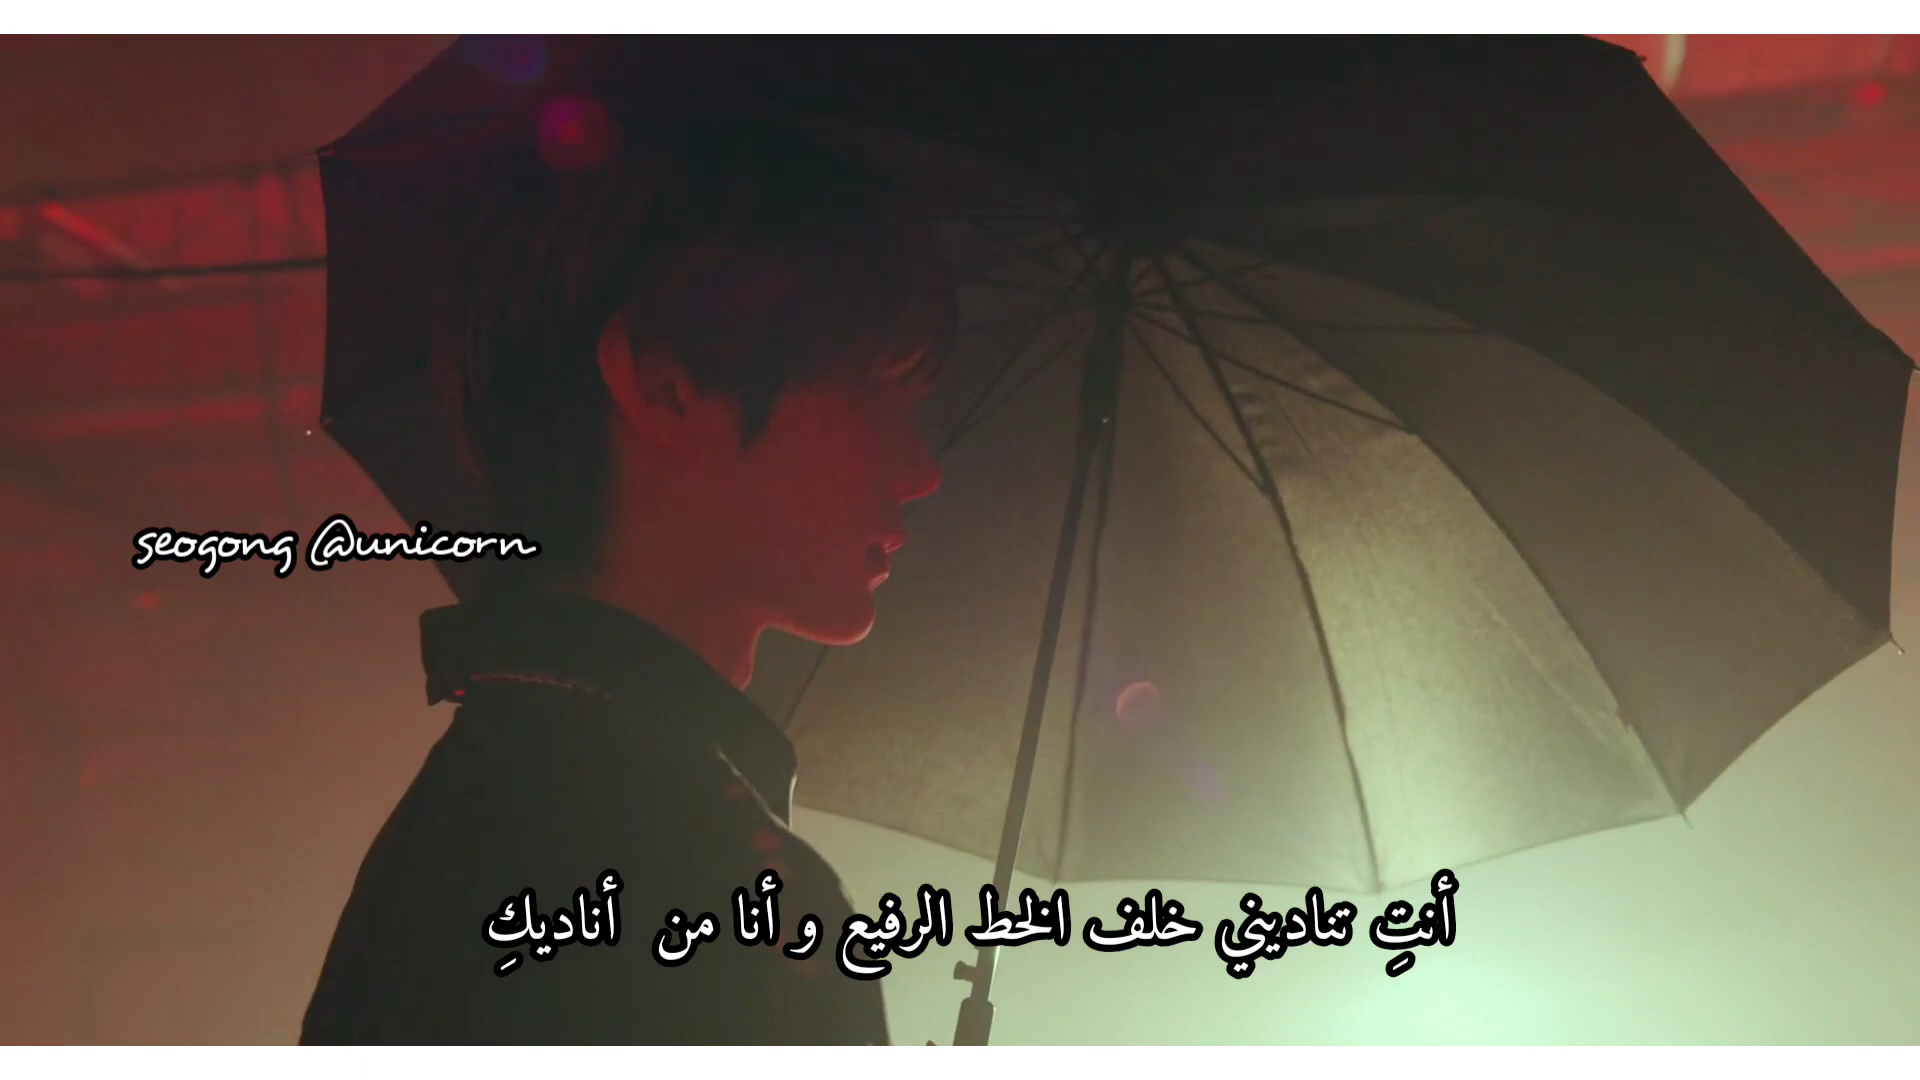 seogong @unicorn
أنتِ تناديني خلف الخط الرفيع و أنا من أناديكِ